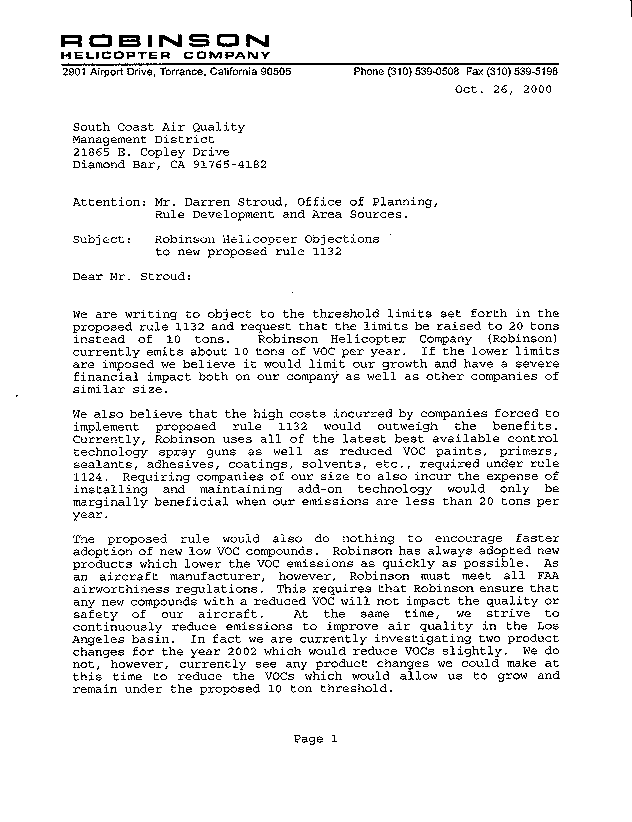 ROBINSON
HELICOPTER COMPANY
2901 Airport Drive, Torrance, California 90505 Phone (310) 539-0508 Fax (310) 539-5198
Oct. 26, 2000
South Coast Air Quality
Management District
21865 E. Copley Drive
Diamond Bar, CA 91765-4182
Attention: Mr. Darren Stroud, Office of Planning,
Rule Development and Area Sources.
Subject: Robinson Helicopter Objections
to new proposed rule 1132
Dear Mr. Stroud:
We are writing to object to the threshold limits set forth in the
proposed rule 1132 and request that the limits be raised to 20 tons
instead of 10 tons. Robinson Helicopter Company (Robinson)
currently emits about 10 tons of VOC per year. If the lower limits
are imposed we believe it would limit our growth and have a severe
financial impact both on our company as well as other companies of
similar size.
We also believe that the high costs incurred by companies forced to
implement proposed rule 1132 would outweigh the benefits.
Currently, Robinson uses all of the latest best available control
technology spray guns as well as reduced VOC paints, primers,
sealants, adhesives, coatings, solvents, etc., required under rule
1124. Requiring companies of our size to also incur the expense of
installing and maintaining add-on technology would only be
marginally beneficial when our emissions are less than 20 tons per
year.
The proposed rule would also do nothing to encourage faster
adoption of new low VOC compounds. Robinson has always adopted new
products which lower the VOC emissions as quickly as possible. As
an aircraft manufacturer, however, Robinson must meet all FAA
airworthiness regulations. This requires that Robinson ensure that
any new compounds with a reduced VOC will not impact the quality or
safety of our aircraft. At the same time, we strive to
continuously reduce emissions to improve air quality in the Los
Angeles basin. In fact we are currently investigating two product
changes for the year 2002 which would reduce VOCs slightly. We do
not, however, currently see any product changes we could make at
this time to reduce the VOCs which would allow us to grow and
remain under the proposed 10 ton threshold.
Page 1